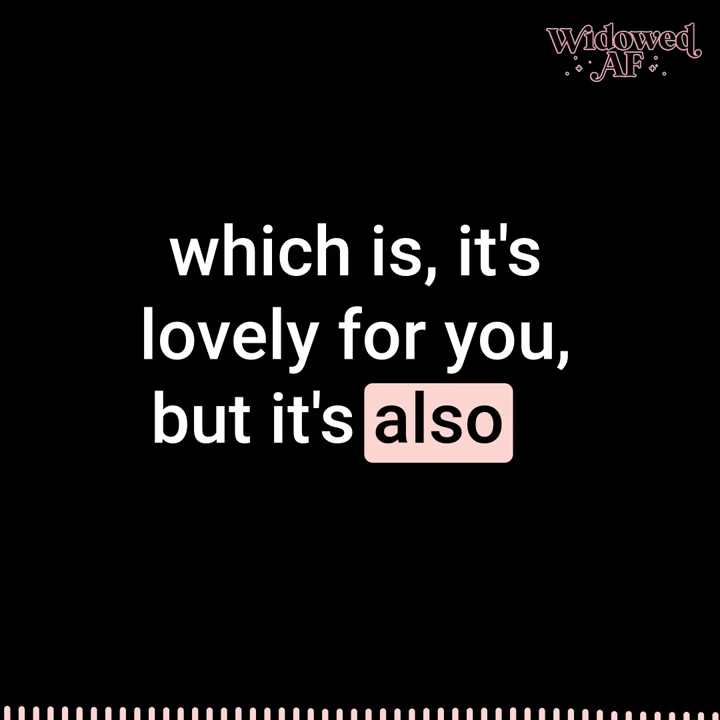 Widowed
AF
which is, it's
lovely for you,
but it's also